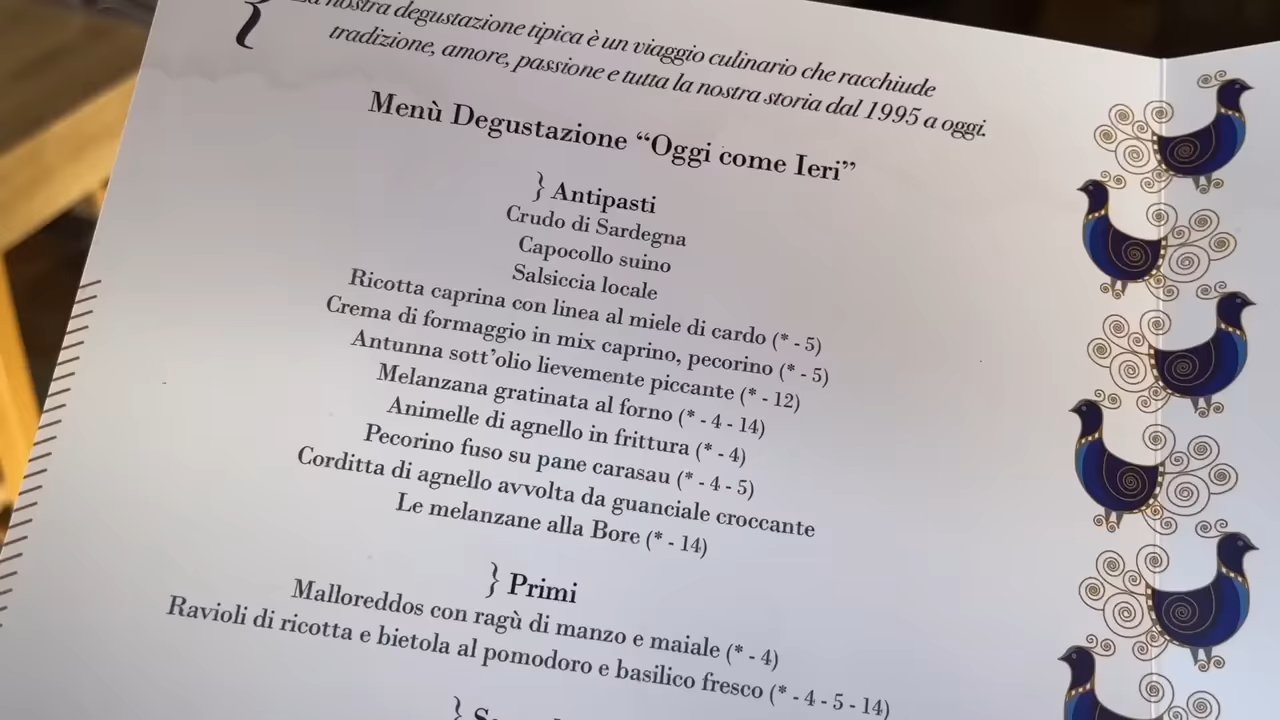 La nostra degustazione tipica è un viaggio culinario che racchiude
tradizione, amore, passione e tutta la nostra storia dal 1995 a oggi.
Menù Degustazione “Oggi come Ieri”
} Antipasti
Crudo di Sardegna
Capocollo suino
Salsiccia locale
Ricotta caprina con linea al miele di cardo (* - 5)
Crema di formaggio in mix caprino, pecorino (* - 5)
Antunna sott’olio lievemente piccante (* - 12)
Melanzana gratinata al forno (* - 4 - 14)
Animelle di agnello in frittura (* - 4)
Pecorino fuso su pane carasau (* - 4 - 5)
Corditta di agnello avvolta da guanciale croccante
Le melanzane alla Bore (* - 14)
} Primi
Malloreddos con ragù di manzo e maiale (* - 4)
Ravioli di ricotta e bietola al pomodoro e basilico fresco (* - 4 - 5 - 14)